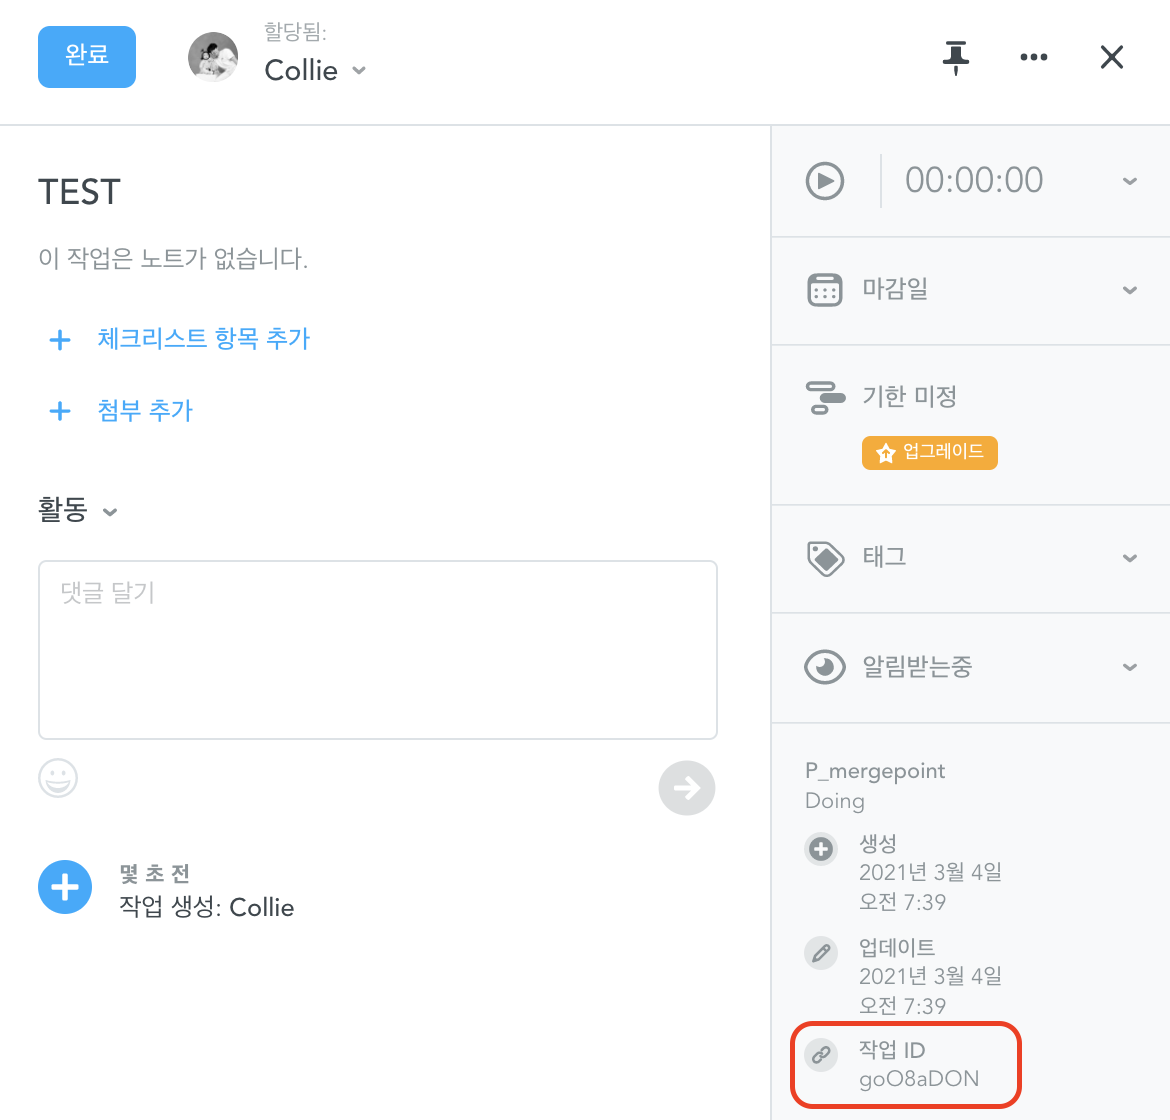 완료
할당됨:
Collie
TEST
이 작업은 노트가 없습니다.
체크리스트 항목 추가
첨부 추가
활동
댓글 달기
몇 초 전
작업 생성: Collie
00:00:00
마감일
기한 미정
업그레이드
태그
알림받는중
P_mergepoint
Doing
생성
2021년 3월 4일
오전 7:39
업데이트
2021년 3월 4일
오전 7:39
작업 ID
goO8aDON